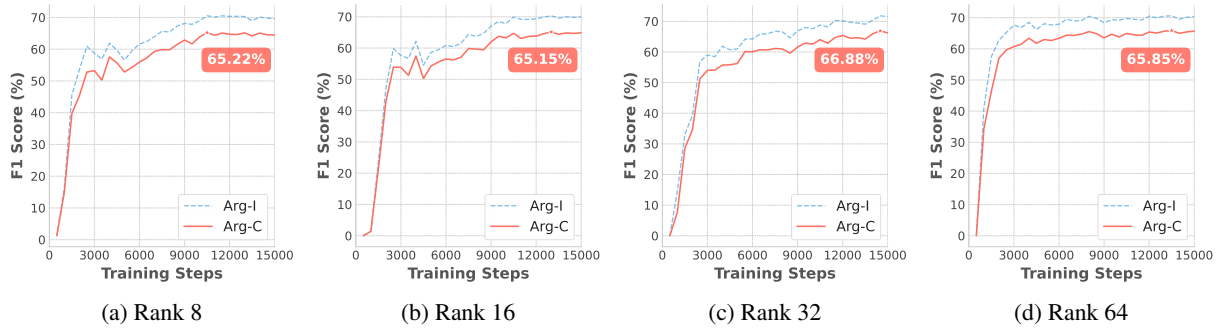 F1 Score (%)
70
60
50
40
30
20
10
0
65.22%
Arg-I
Arg-C
0 3000 6000 9000 12000 15000
Training Steps
(a) Rank 8
F1 Score (%)
70
60
50
40
30
20
10
0
65.15%
Arg-I
Arg-C
0 3000 6000 9000 12000 15000
Training Steps
(b) Rank 16
F1 Score (%)
70
60
50
40
30
20
10
0
66.88%
Arg-I
Arg-C
0 3000 6000 9000 12000 15000
Training Steps
(c) Rank 32
F1 Score (%)
70
60
50
40
30
20
10
0
65.85%
Arg-I
Arg-C
0 3000 6000 9000 12000 15000
Training Steps
(d) Rank 64